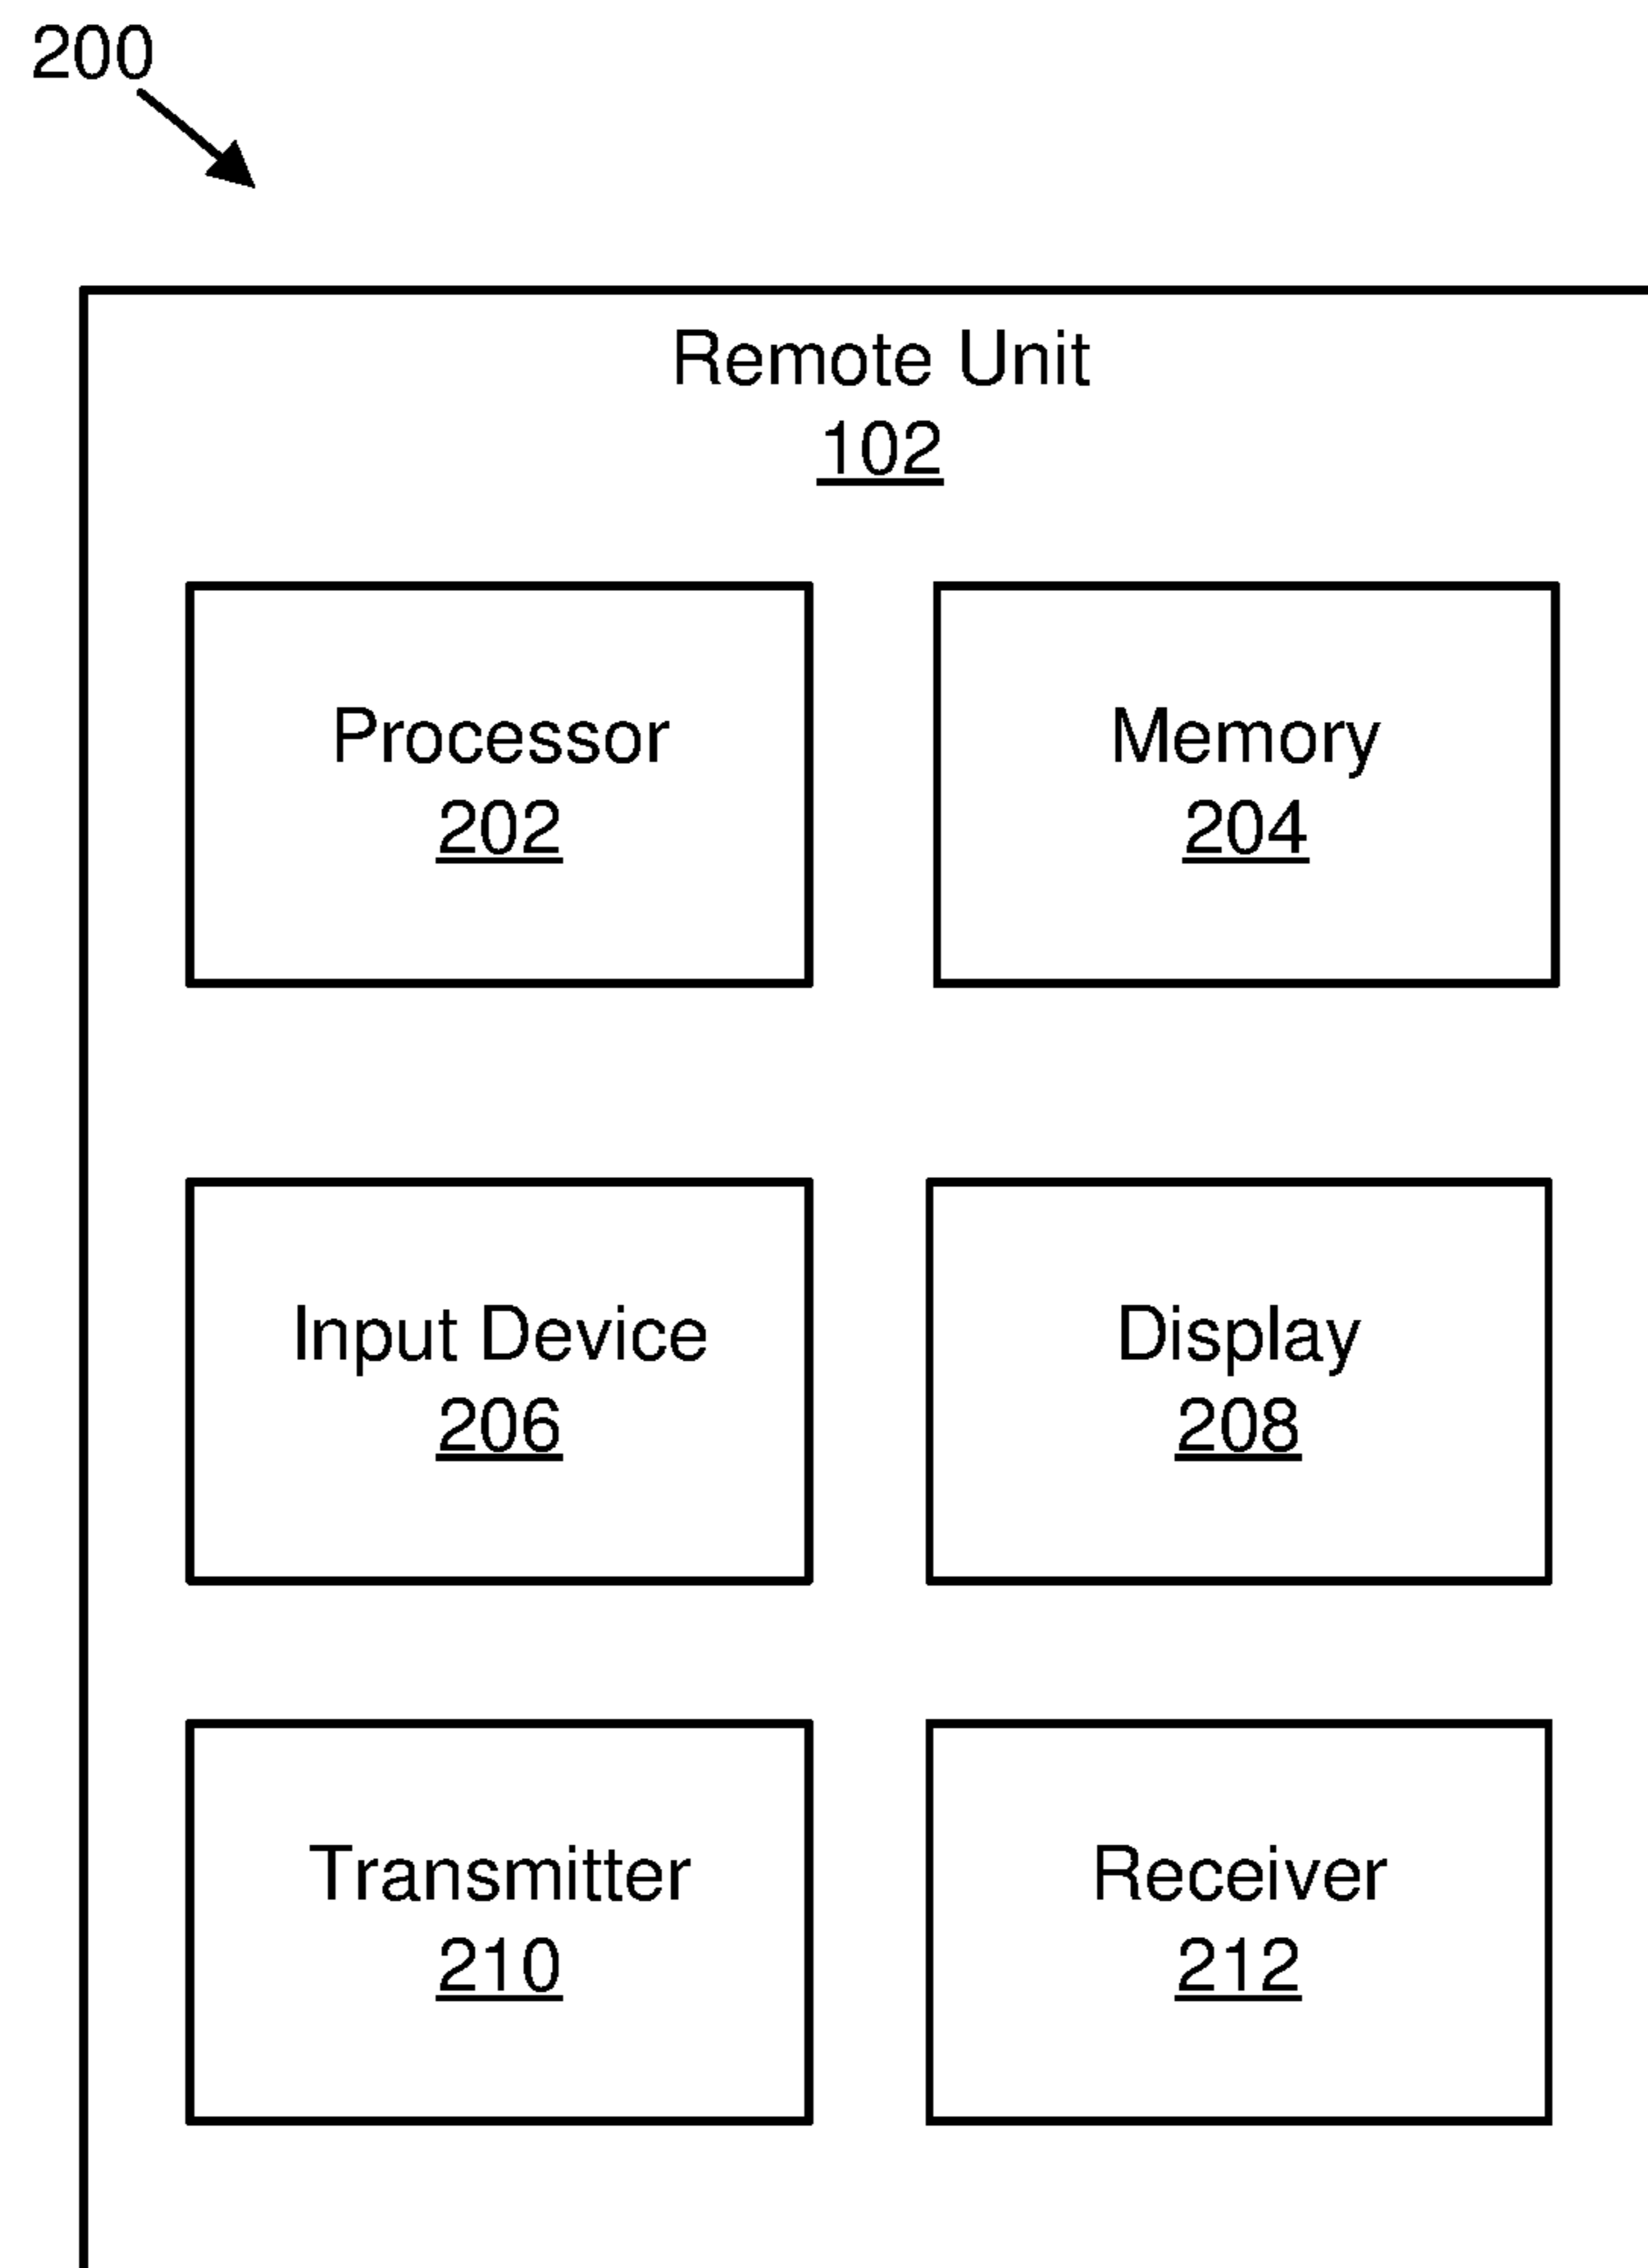 200
Remote Unit
102
Processor
202
Memory
204
Input Device
206
Display
208
Transmitter
210
Receiver
212